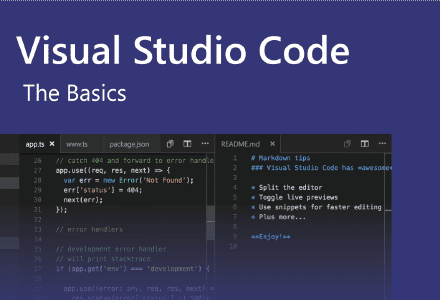 Visual Studio Code
The Basics
app.ts × www.ts package.json
26 // catch 404 and forward to error handle
27 app.use((req, res, next) => {
28 var err = new Error('Not Found');
29 err['status'] = 404;
30 next(err);
31 });
32
33 // error handlers
34
35 // development error handler
36 // will print stacktrace
37 if (app.get('env') === 'development') {
38
39 app.use((error: any, req, res, next)
README.md ×
1 # Markdown tips
2 ### Visual Studio Code has *awesome*
3
4 * Split the editor
5 * Toggle live previews
6 * Use snippets for faster editing
7 * Plus more...
8
9 **Enjoy!**
10